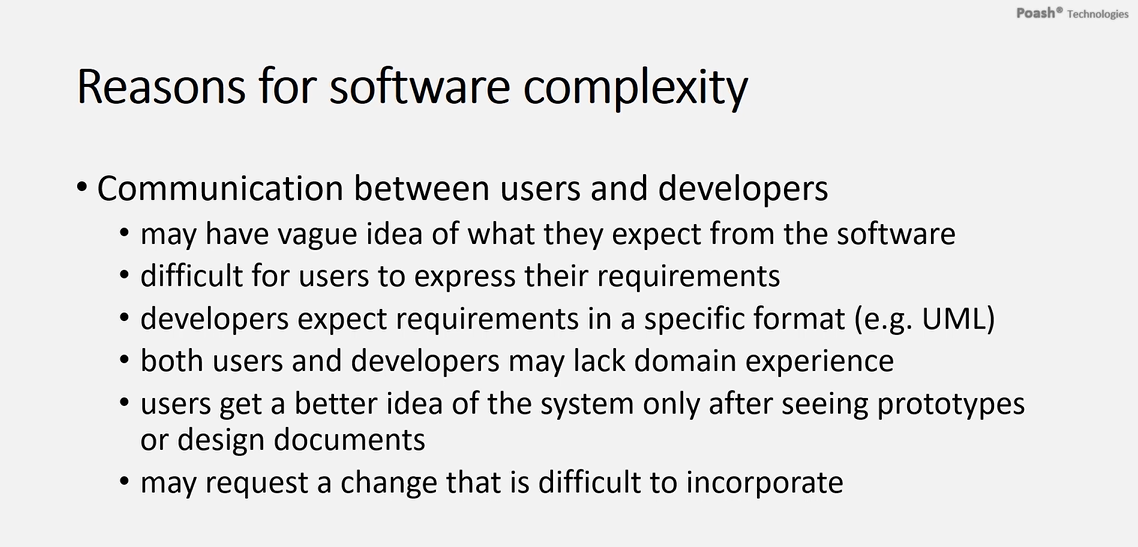 Poash® Technologies
Reasons for software complexity
• Communication between users and developers
• may have vague idea of what they expect from the software
• difficult for users to express their requirements
• developers expect requirements in a specific format (e.g. UML)
• both users and developers may lack domain experience
• users get a better idea of the system only after seeing prototypes
or design documents
• may request a change that is difficult to incorporate